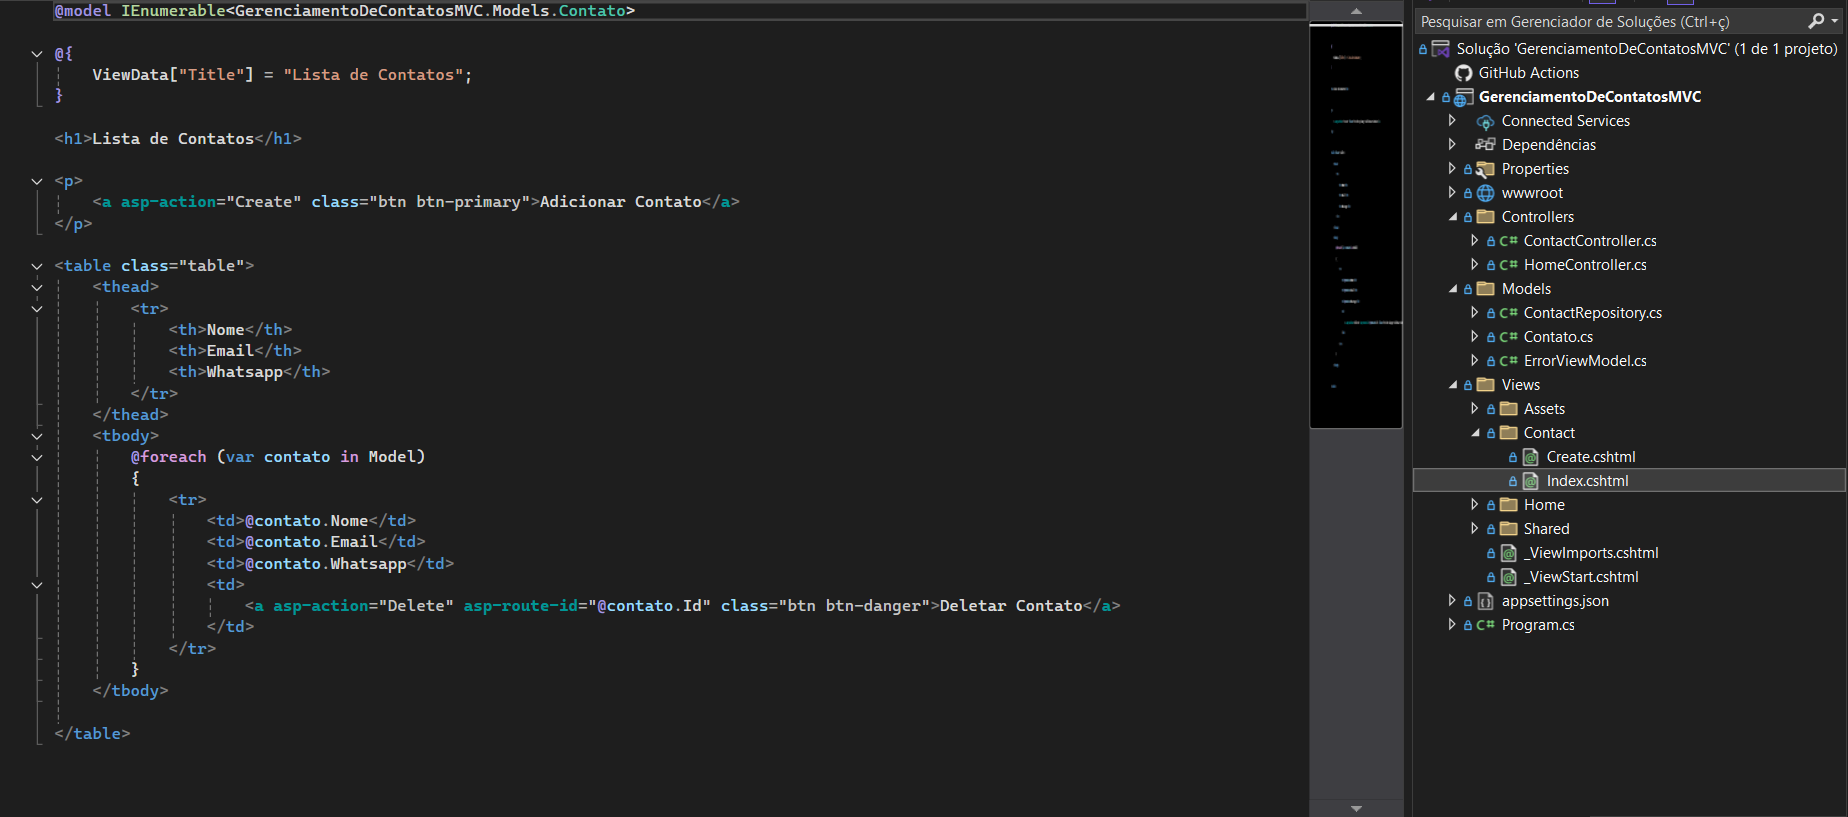 @model IEnumerable<GerenciamentoDeContatosMVC.Models.Contato>
@{
ViewData["Title"] = "Lista de Contatos";
}
<h1>Lista de Contatos</h1>
<p>
<a asp-action="Create" class="btn btn-primary">Adicionar Contato</a>
</p>
<table class="table">
<thead>
<tr>
<th>Nome</th>
<th>Email</th>
<th>Whatsapp</th>
</tr>
</thead>
<tbody>
@foreach (var contato in Model)
{
<tr>
<td>@contato.Nome</td>
<td>@contato.Email</td>
<td>@contato.Whatsapp</td>
<td>
<a asp-action="Delete" asp-route-id="@contato.Id" class="btn btn-danger">Deletar Contato</a>
</td>
</tr>
}
</tbody>
</table>
Pesquisar em Gerenciador de Soluções (Ctrl+ç)
Solução 'GerenciamentoDeContatosMVC' (1 de 1 projeto)
GitHub Actions
GerenciamentoDeContatosMVC
Connected Services
Dependências
Properties
wwwroot
Controllers
C# ContactController.cs
C# HomeController.cs
Models
C# ContactRepository.cs
C# Contato.cs
C# ErrorViewModel.cs
Views
Assets
Contact
Create.cshtml
Index.cshtml
Home
Shared
_ViewImports.cshtml
_ViewStart.cshtml
appsettings.json
C# Program.cs